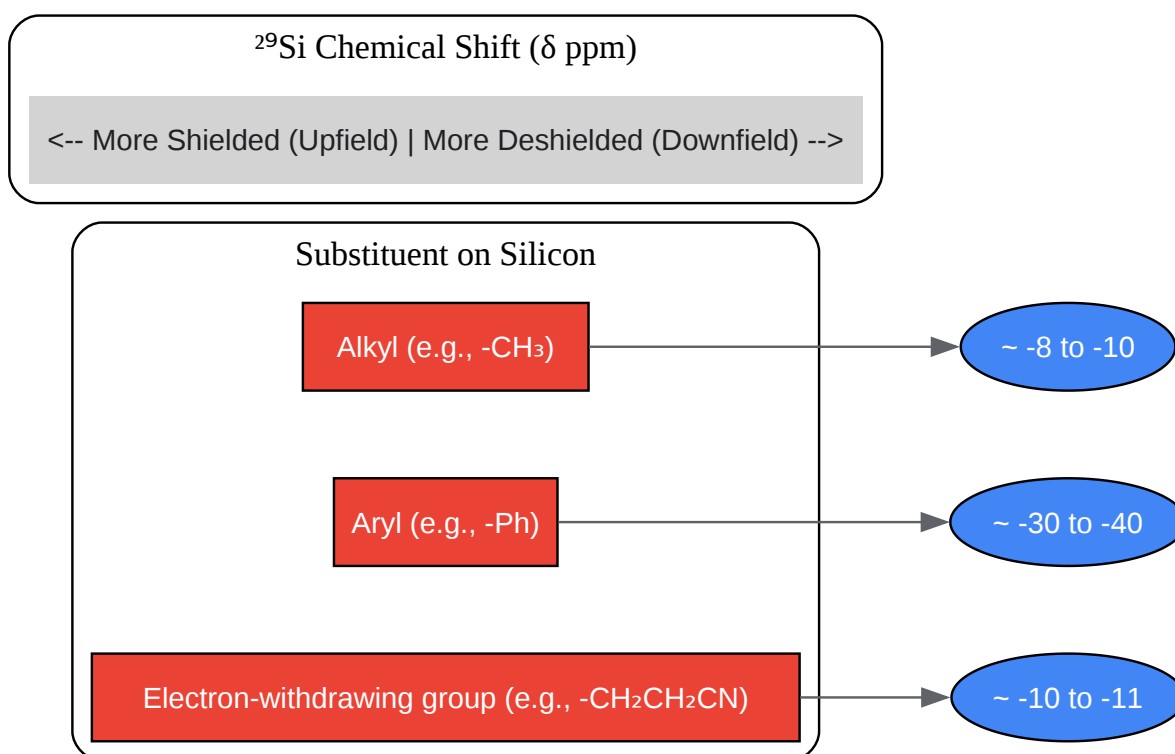 ²⁹Si Chemical Shift (δ ppm)
<-- More Shielded (Upfield) | More Deshielded (Downfield) -->
Substituent on Silicon
Alkyl (e.g., -CH₃)
~ -8 to -10
Aryl (e.g., -Ph)
~ -30 to -40
Electron-withdrawing group (e.g., -CH₂CH₂CN)
~ -10 to -11